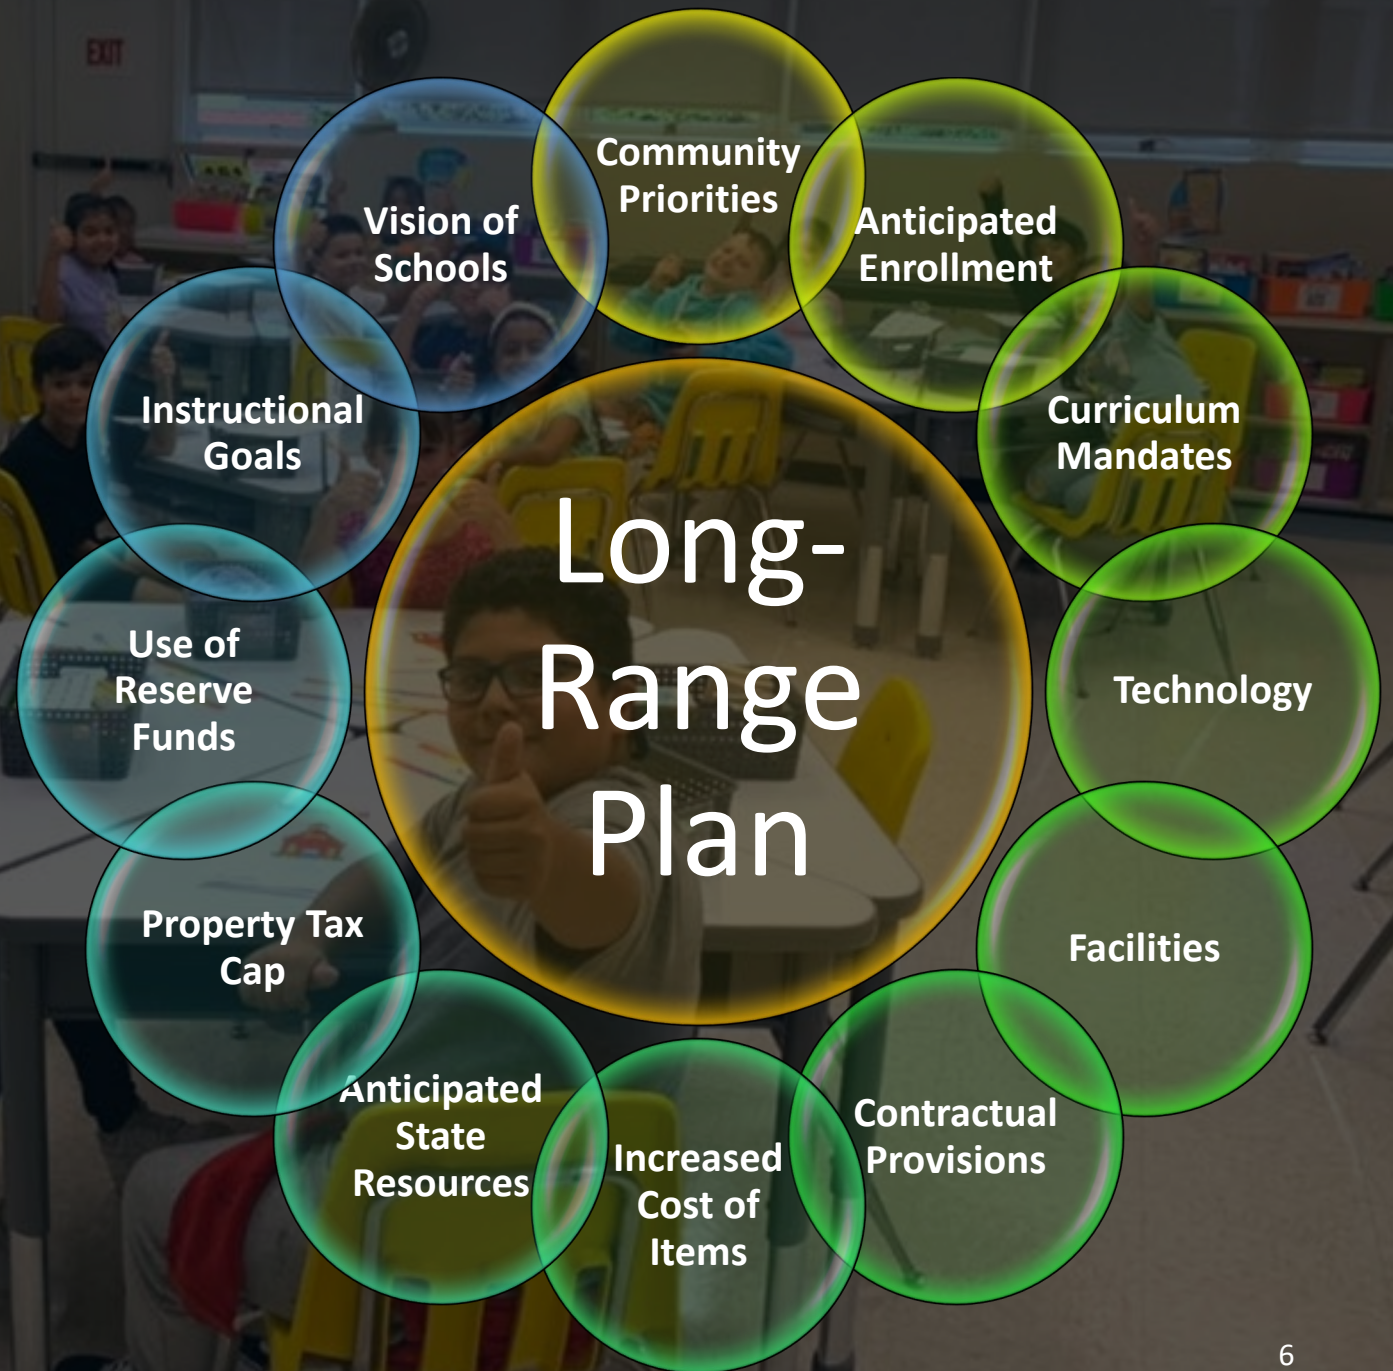 EXIT
Community
Priorities
Anticipated
Enrollment
Curriculum
Mandates
Technology
Facilities
Contractual
Provisions
Increased
Cost of
Items
Anticipated
State
Resources
Property Tax
Cap
Use of
Reserve
Funds
Instructional
Goals
Vision of
Schools
Long-
Range
Plan
6